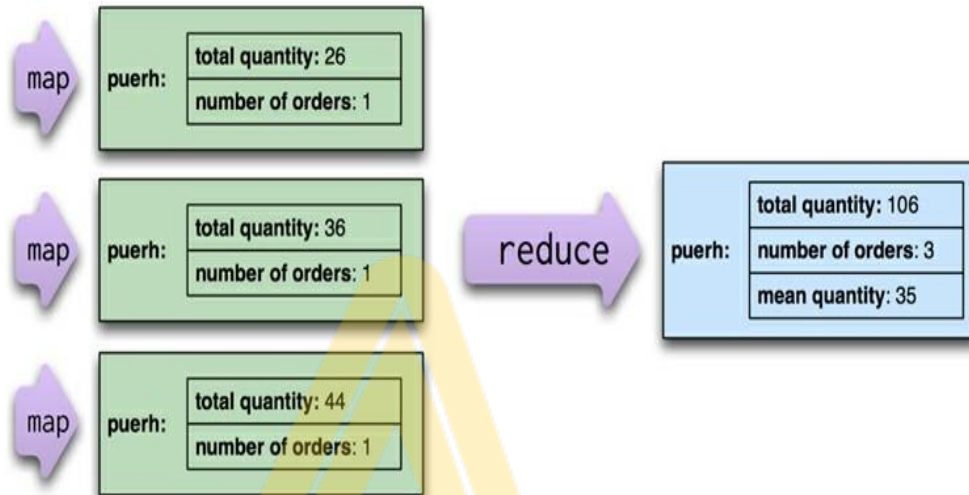 map
puerh:
total quantity: 26
number of orders: 1
map
puerh:
total quantity: 36
number of orders: 1
map
puerh:
total quantity: 44
number of orders: 1
reduce
puerh:
total quantity: 106
number of orders: 3
mean quantity: 35